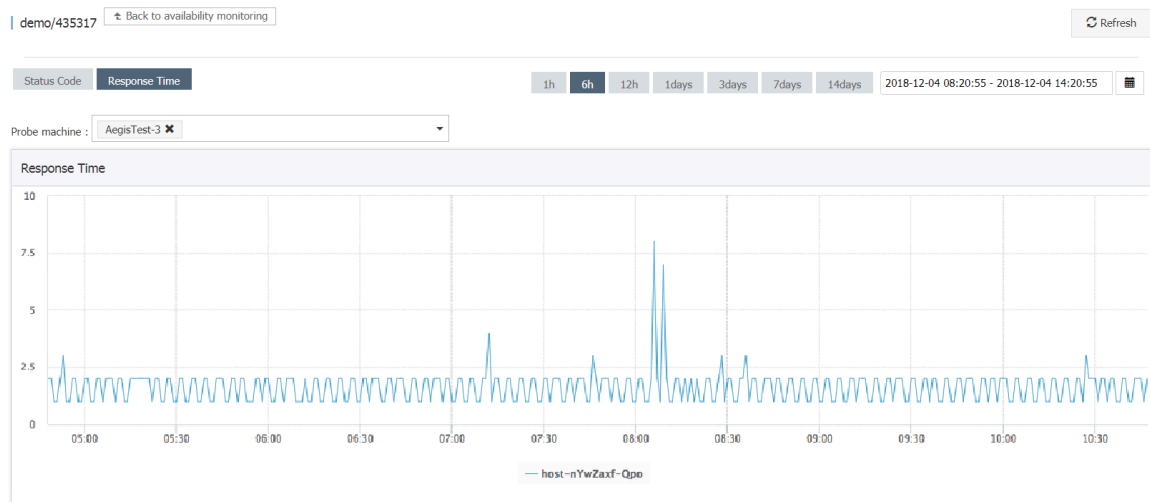 demo/435317 Back to availability monitoring Refresh
Status Code Response Time 1h 6h 12h 1days 3days 7days 14days 2018-12-04 08:20:55 - 2018-12-04 14:20:55
Probe machine : AegisTest-3 ✖
Response Time
10
7.5
5
2.5
0
05:00 05:30 06:00 06:30 07:00 07:30 08:00 08:30 09:00 09:30 10:00 10:30
host-nYwZaxf-Qpo